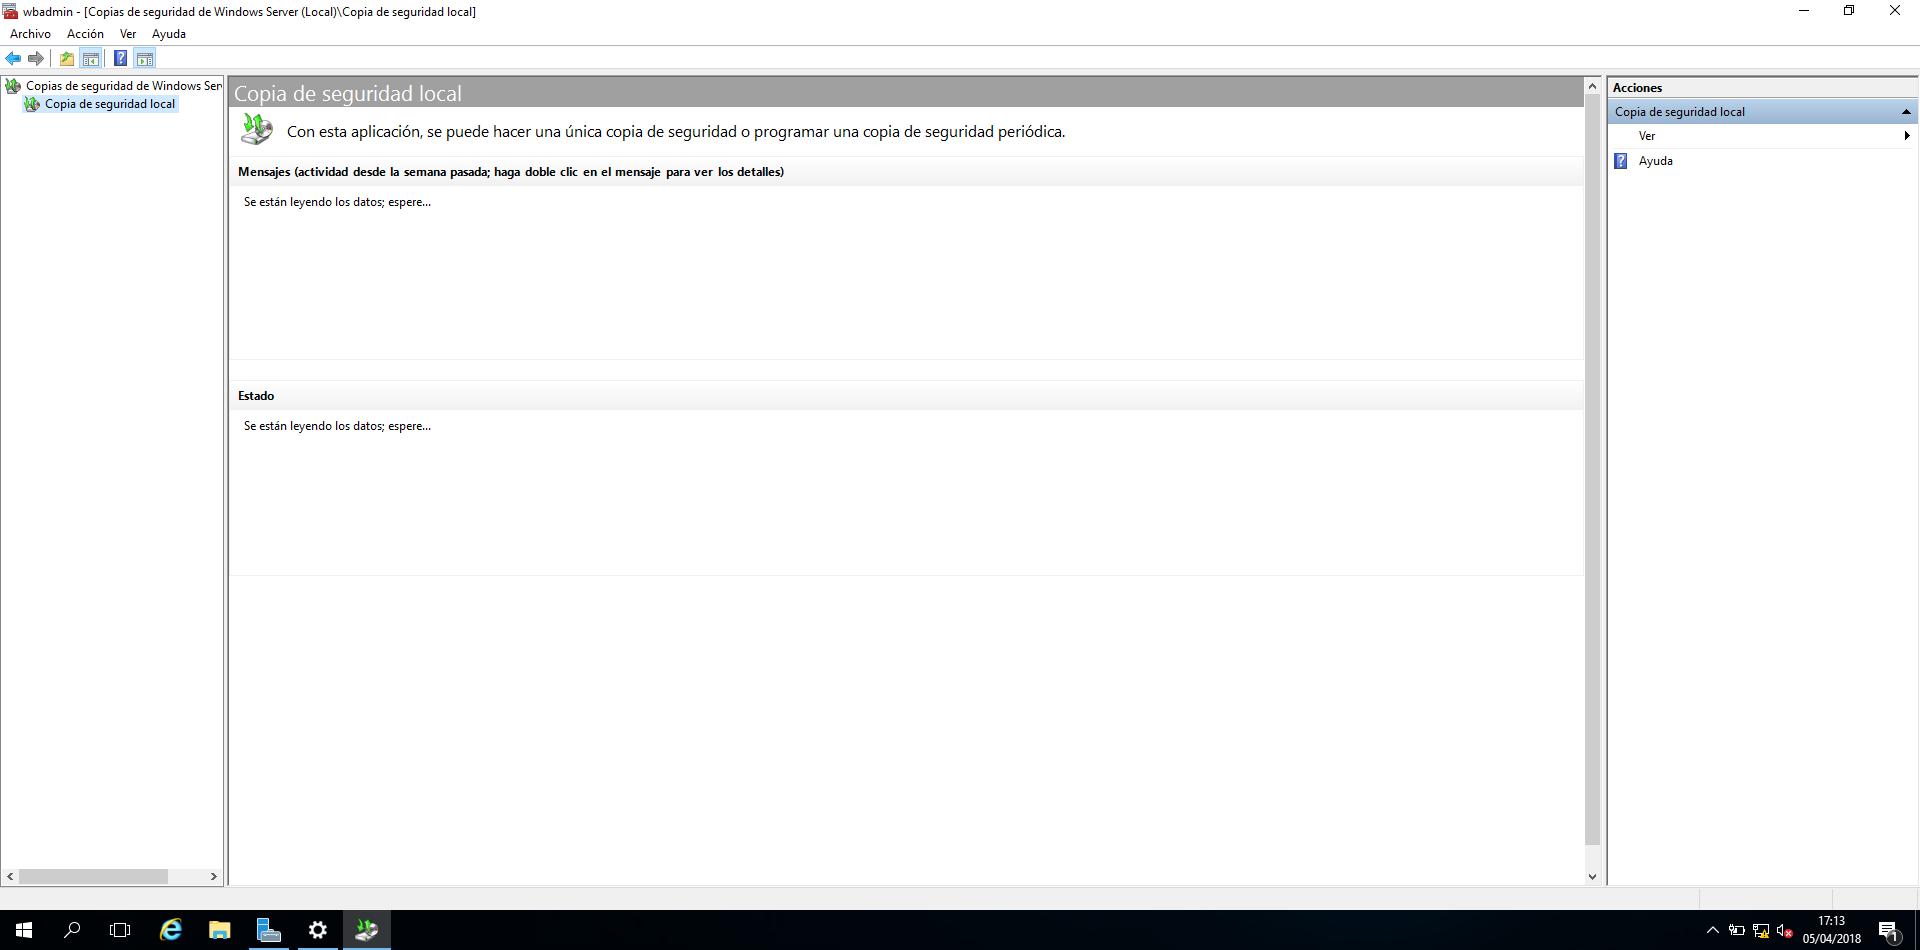 wbadmin - [Copias de seguridad de Windows Server (Local)\Copia de seguridad local]
Archivo Acción Ver Ayuda
Copias de seguridad de Windows Ser
Copia de seguridad local
Copia de seguridad local
Con esta aplicación, se puede hacer una única copia de seguridad o programar una copia de seguridad periódica.
Mensajes (actividad desde la semana pasada; haga doble clic en el mensaje para ver los detalles)
Se están leyendo los datos; espere...
Estado
Se están leyendo los datos; espere...
Acciones
Copia de seguridad local
Ver
Ayuda
17:13
05/04/2018
1